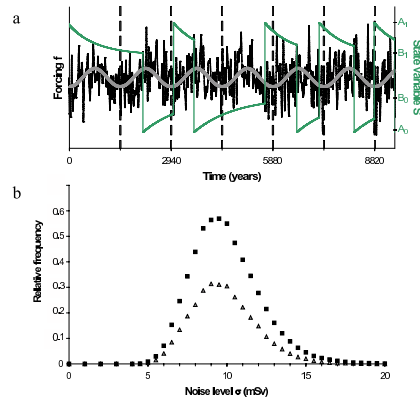 a
Forcing f
A₁
B₁
B₀
A₀
State variable S
0 2940 5880 8820
Time (years)
b
Relative frequency
0.6
0.5
0.4
0.3
0.2
0.1
0
0 5 10 15 20
Noise level σ (mSv)